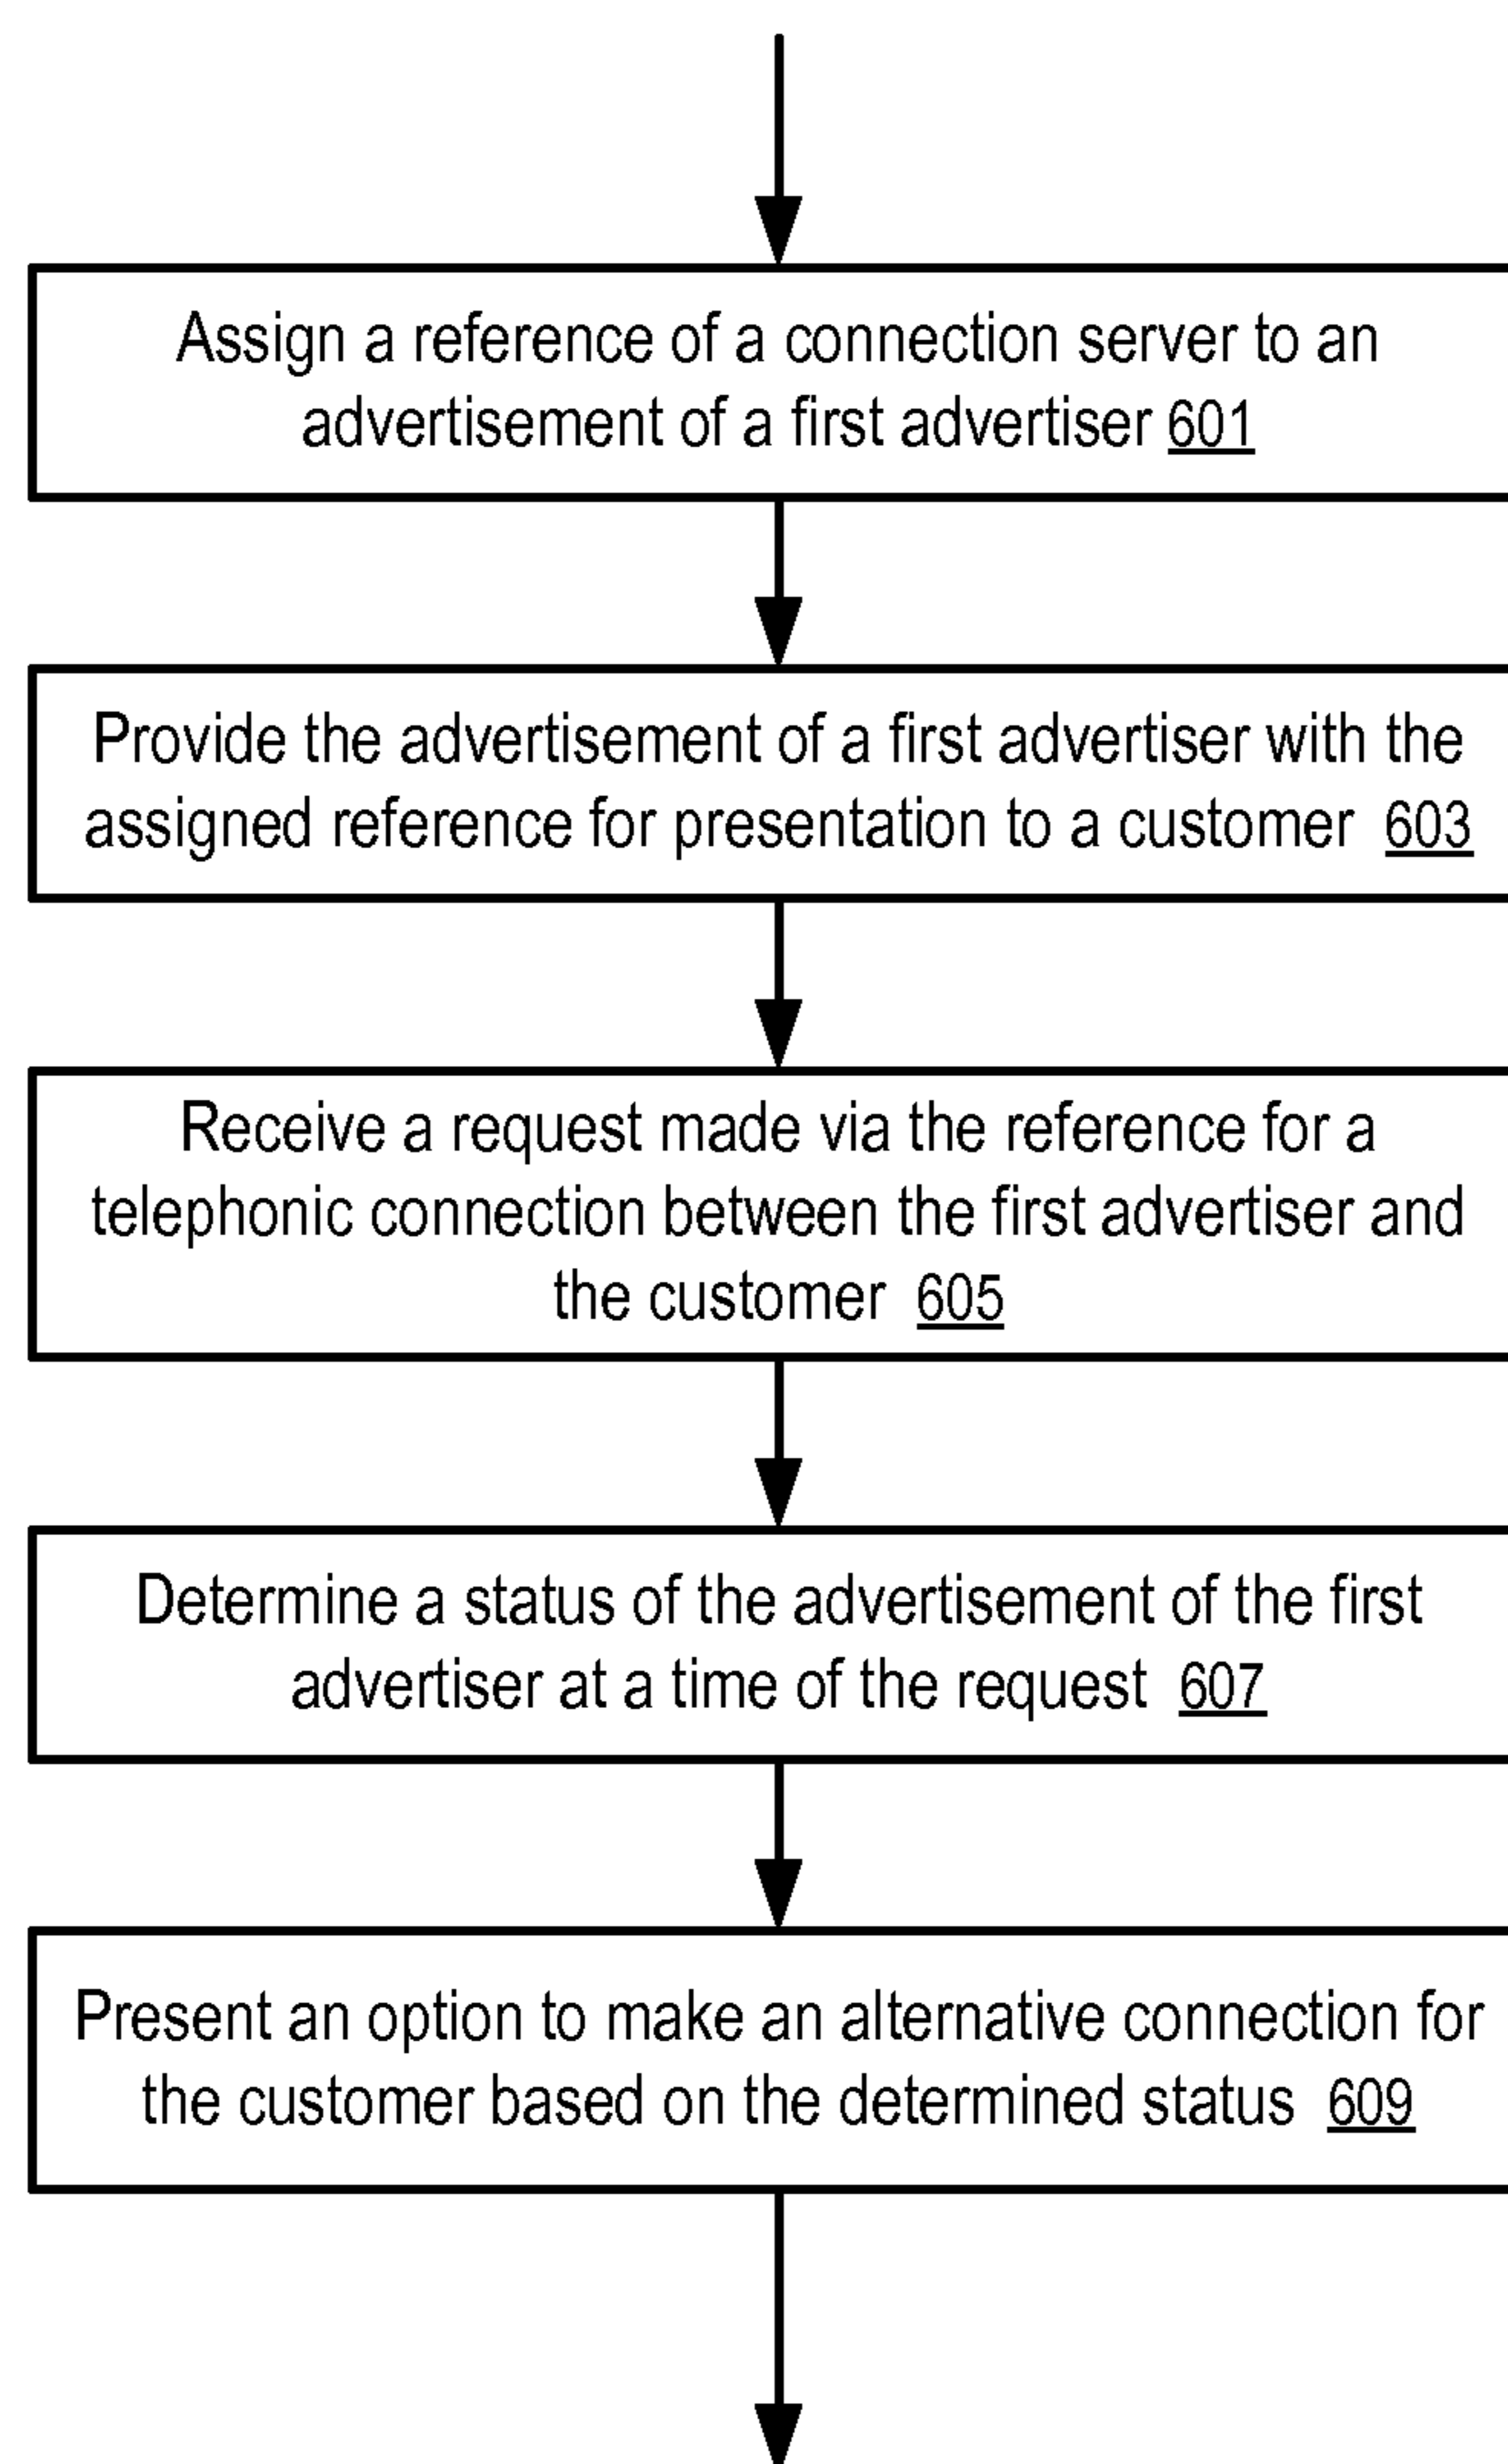 Assign a reference of a connection server to an
advertisement of a first advertiser 601
Provide the advertisement of a first advertiser with the
assigned reference for presentation to a customer 603
Receive a request made via the reference for a
telephonic connection between the first advertiser and
the customer 605
Determine a status of the advertisement of the first
advertiser at a time of the request 607
Present an option to make an alternative connection for
the customer based on the determined status 609